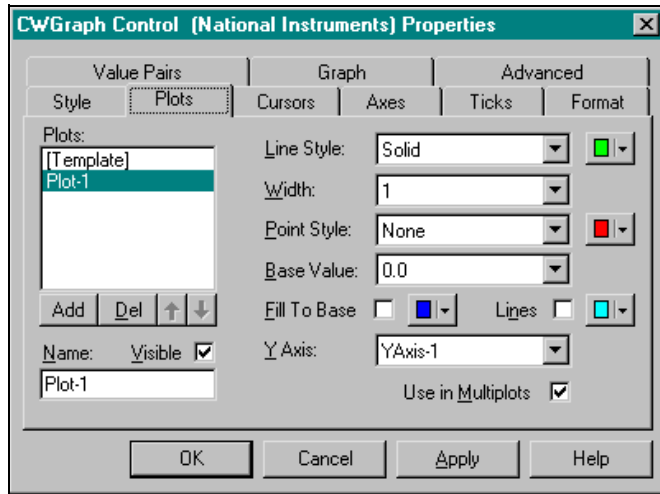 CWGraph Control (National Instruments) Properties
Value Pairs Graph Advanced
Style Plots Cursors Axes Ticks Format
Plots:
[Template]
Plot-1
Add Del
Name: Visible
Plot-1
Line Style: Solid
Width: 1
Point Style: None
Base Value: 0.0
Fill To Base Lines
Y Axis: YAxis-1
Use in Multiplots
OK Cancel Apply Help